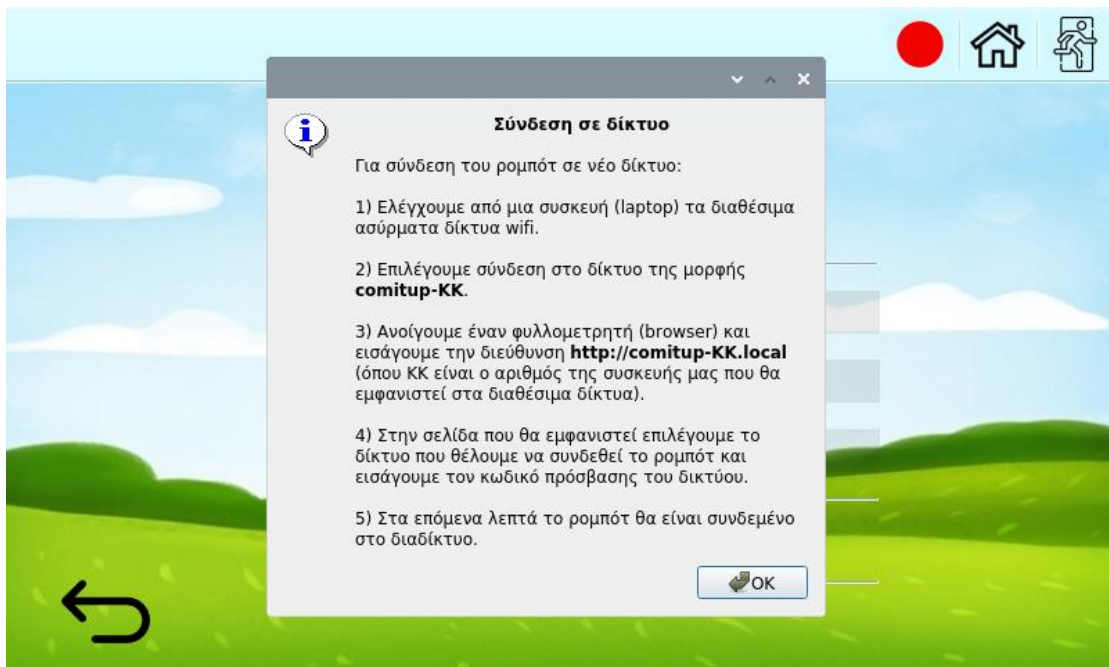 Σύνδεση σε δίκτυο
Για σύνδεση του ρομπότ σε νέο δίκτυο:
1) Ελέγχουμε από μια συσκευή (laptop) τα διαθέσιμα
ασύρματα δίκτυα wifi.
2) Επιλέγουμε σύνδεση στο δίκτυο της μορφής
comitup-KK.
3) Ανοίγουμε έναν φυλλομετρητή (browser) και
εισάγουμε την διεύθυνση http://comitup-KK.local
(όπου ΚΚ είναι ο αριθμός της συσκευής μας που θα
εμφανιστεί στα διαθέσιμα δίκτυα).
4) Στην σελίδα που θα εμφανιστεί επιλέγουμε το
δίκτυο που θέλουμε να συνδεθεί το ρομπότ και
εισάγουμε τον κωδικό πρόσβασης του δικτύου.
5) Στα επόμενα λεπτά το ρομπότ θα είναι συνδεμένο
στο διαδίκτυο.
OK